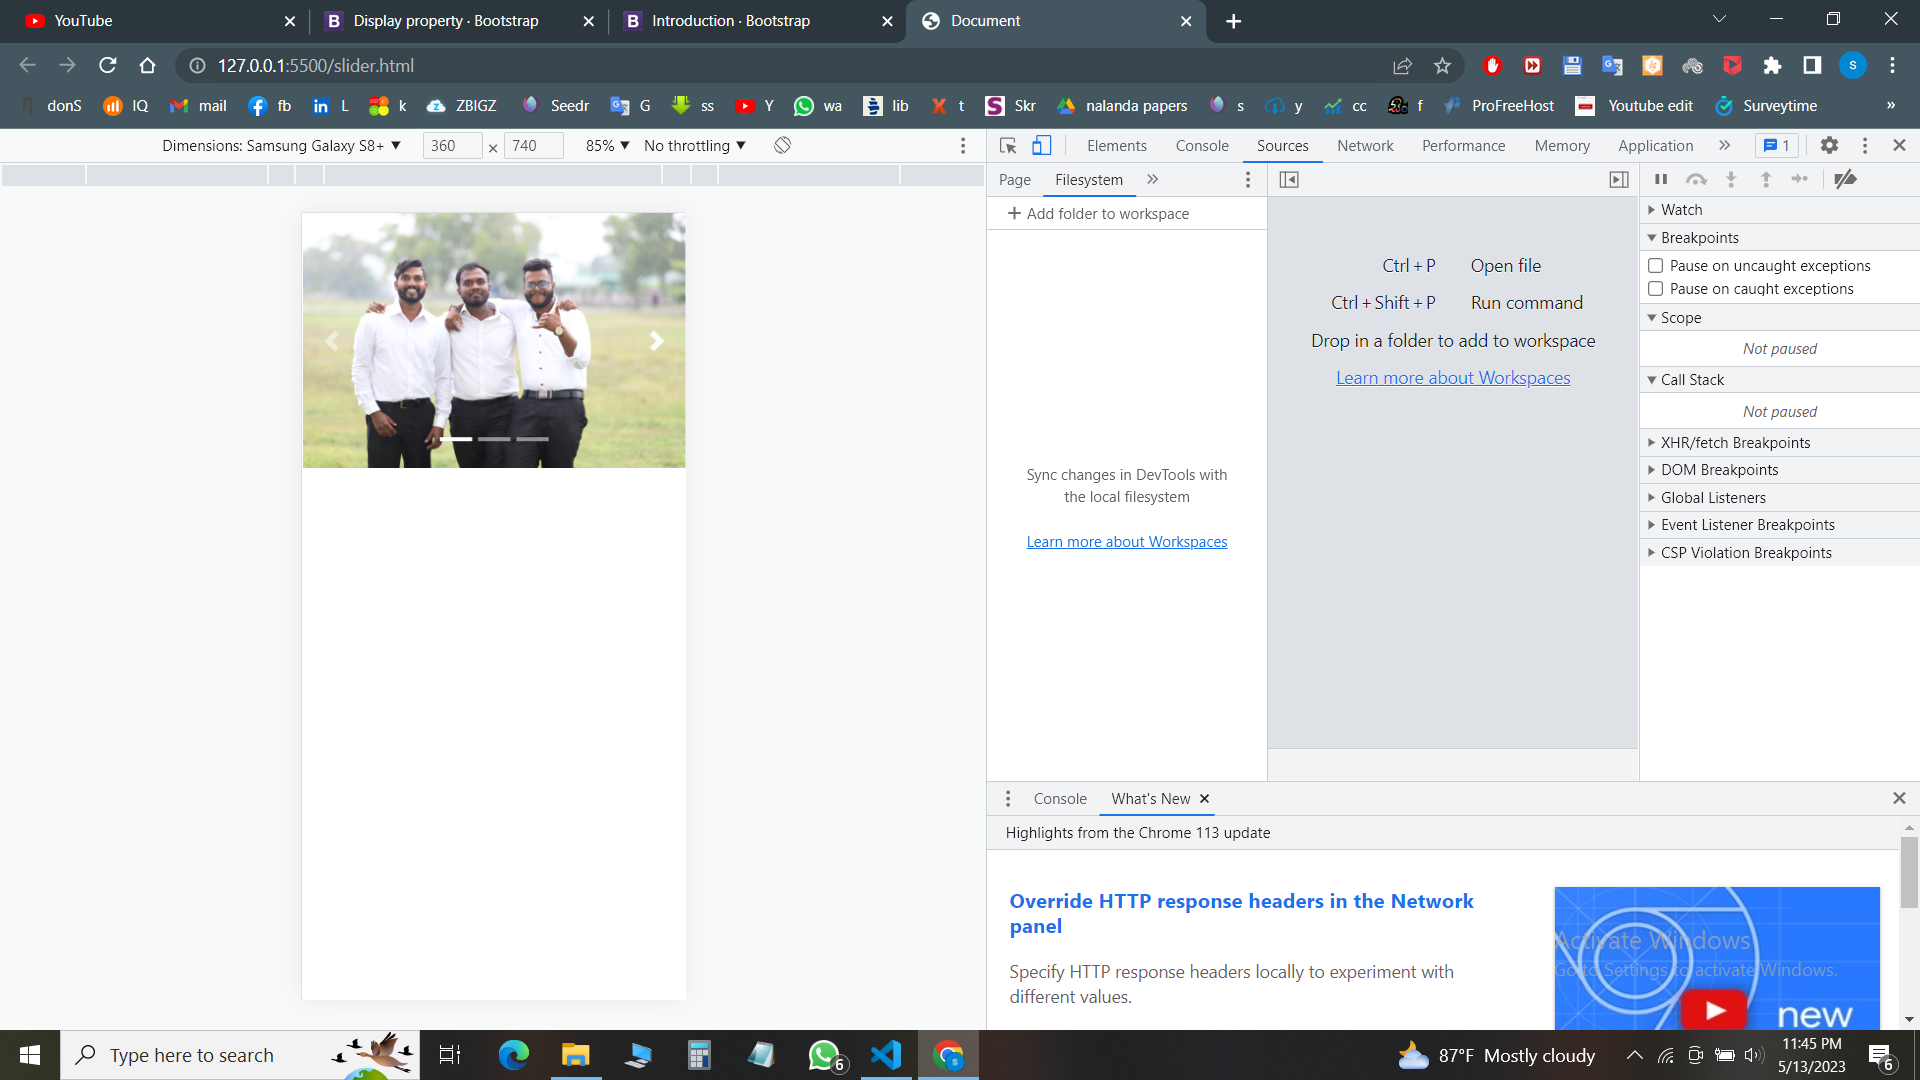 YouTube
Display property · Bootstrap
Introduction · Bootstrap
Document
127.0.0.1:5500/slider.html
S
donS
IQ
mail
fb
L
k
ZBIGZ
Seedr
G
ss
Y
wa
lib
t
Skr
nalanda papers
s
y
cc
f
ProFreeHost
Youtube edit
Surveytime
»
Dimensions: Samsung Galaxy S8+
360 × 740
85%
No throttling
Elements
Console
Sources
Network
Performance
Memory
Application
»
1
Page
Filesystem
»
+ Add folder to workspace
Sync changes in DevTools with
the local filesystem
Learn more about Workspaces
Ctrl + P Open file
Ctrl + Shift + P Run command
Drop in a folder to add to workspace
Learn more about Workspaces
Watch
Breakpoints
Pause on uncaught exceptions
Pause on caught exceptions
Scope
Not paused
Call Stack
Not paused
XHR/fetch Breakpoints
DOM Breakpoints
Global Listeners
Event Listener Breakpoints
CSP Violation Breakpoints
Console
What's New
Highlights from the Chrome 113 update
Override HTTP response headers in the Network
panel
Specify HTTP response headers locally to experiment with
different values.
Activate Windows
Go to Settings to activate Windows.
new
Type here to search
6
87°F Mostly cloudy
11:45 PM
5/13/2023
6